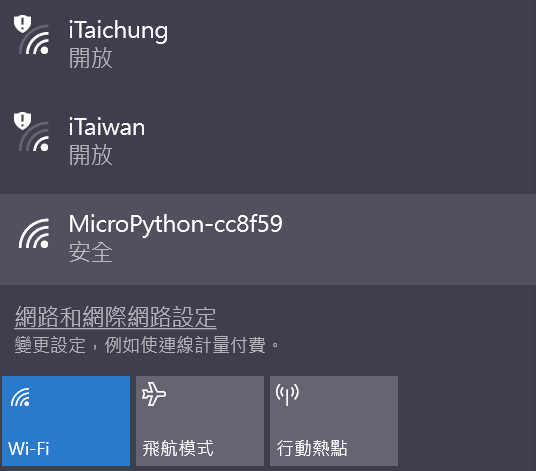 iTaichung
開放
iTaiwan
開放
MicroPython-cc8f59
安全
網路和網際網路設定
變更設定，例如使連線計量付費。
Wi-Fi
飛航模式
行動熱點